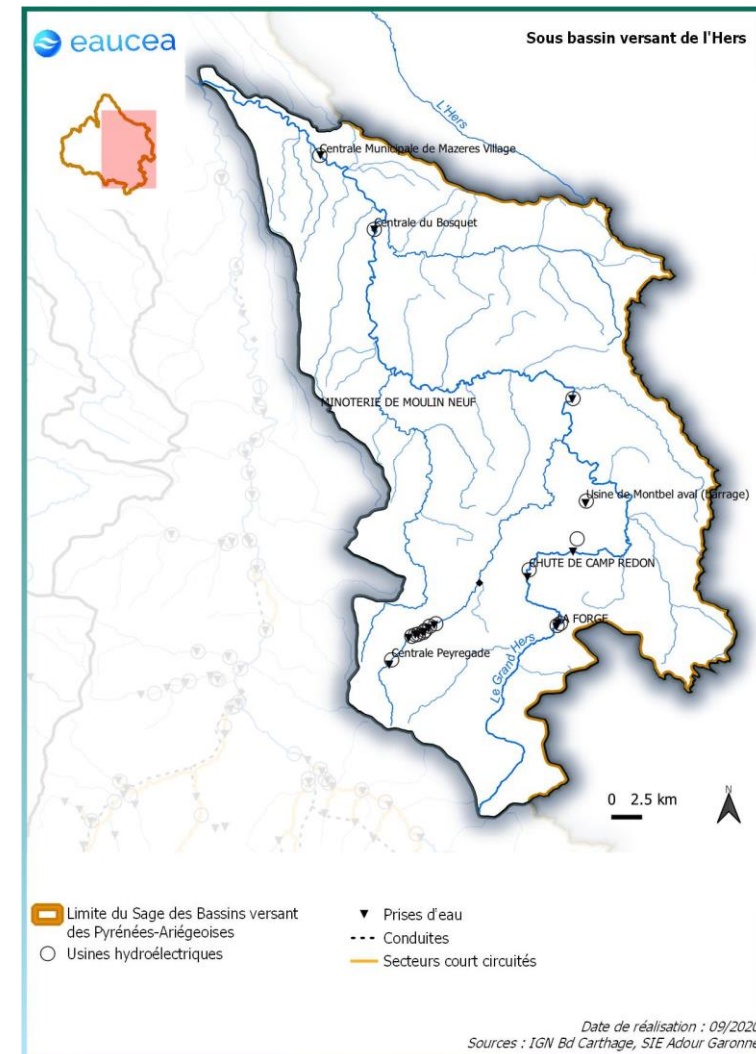 eaucea
Sous bassin versant de l'Hers
L'Hers
Centrale Municipale de Mazeres Village
Centrale du Bosquet
MINOTERIE DE MOULIN NEUF
Usine de Montbel aval (barrage)
CHUTE DE CAMP REDON
LA FORGE
Centrale Peyregade
Le Grand Hers
0 2.5 km
N
Limite du Sage des Bassins versant
des Pyrénées-Ariégeoises
Usines hydroélectriques
Prises d'eau
Conduites
Secteurs court circuités
Date de réalisation : 09/2020
Sources : IGN Bd Carthage, SIE Adour Garonne